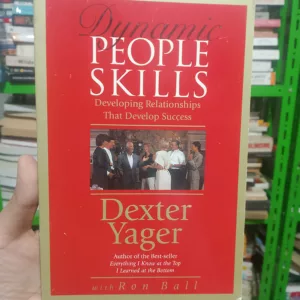 Dynamic
PEOPLE
SKILLS
Developing Relationships
That Develop Success
Dexter
Yager
Author of the Best-seller
Everything I Know at the Top
I Learned at the Bottom
with Ron Ball